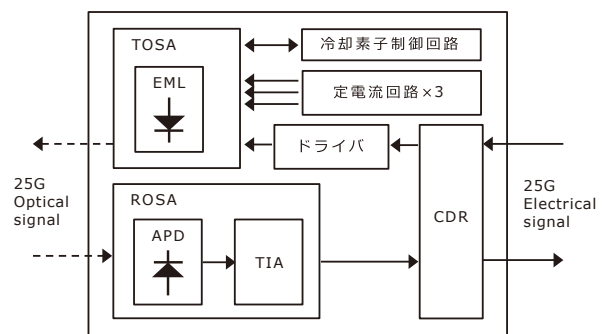 TOSA
冷却素子制御回路
EML
定電流回路×3
ドライバ
25G
Optical
signal
25G
Electrical
signal
ROSA
CDR
APD
TIA